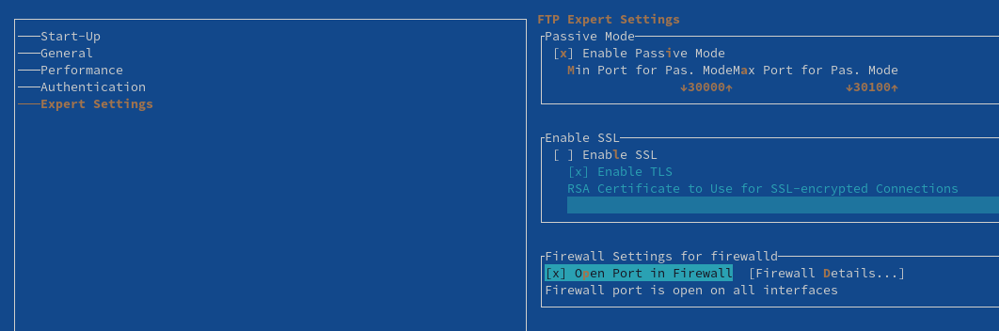 Start-Up
General
Performance
Authentication
Expert Settings
FTP Expert Settings
Passive Mode
[x] Enable Passive Mode
Min Port for Pas. ModeMax Port for Pas. Mode
↓30000↑ ↓30100↑
Enable SSL
[ ] Enable SSL
[x] Enable TLS
RSA Certificate to Use for SSL-encrypted Connections
Firewall Settings for firewalld
[x] Open Port in Firewall [Firewall Details...]
Firewall port is open on all interfaces